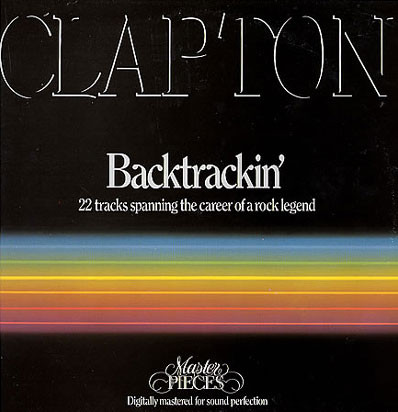 CLAPTON
Backtrackin'
22 tracks spanning the career of a rock legend
Master
PIECES
Digitally mastered for sound perfection